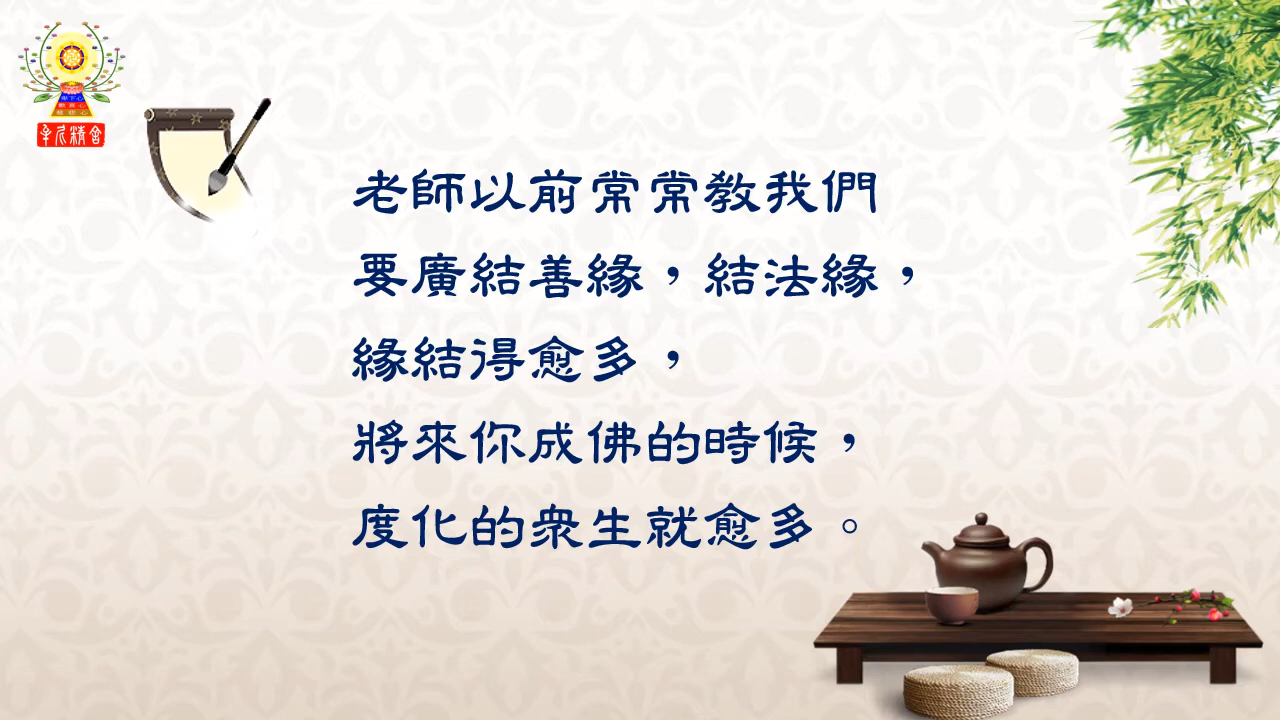 老師以前常常教我們
要廣結善緣，結法緣，
緣結得愈多，
將來你成佛的時候，
度化的眾生就愈多。